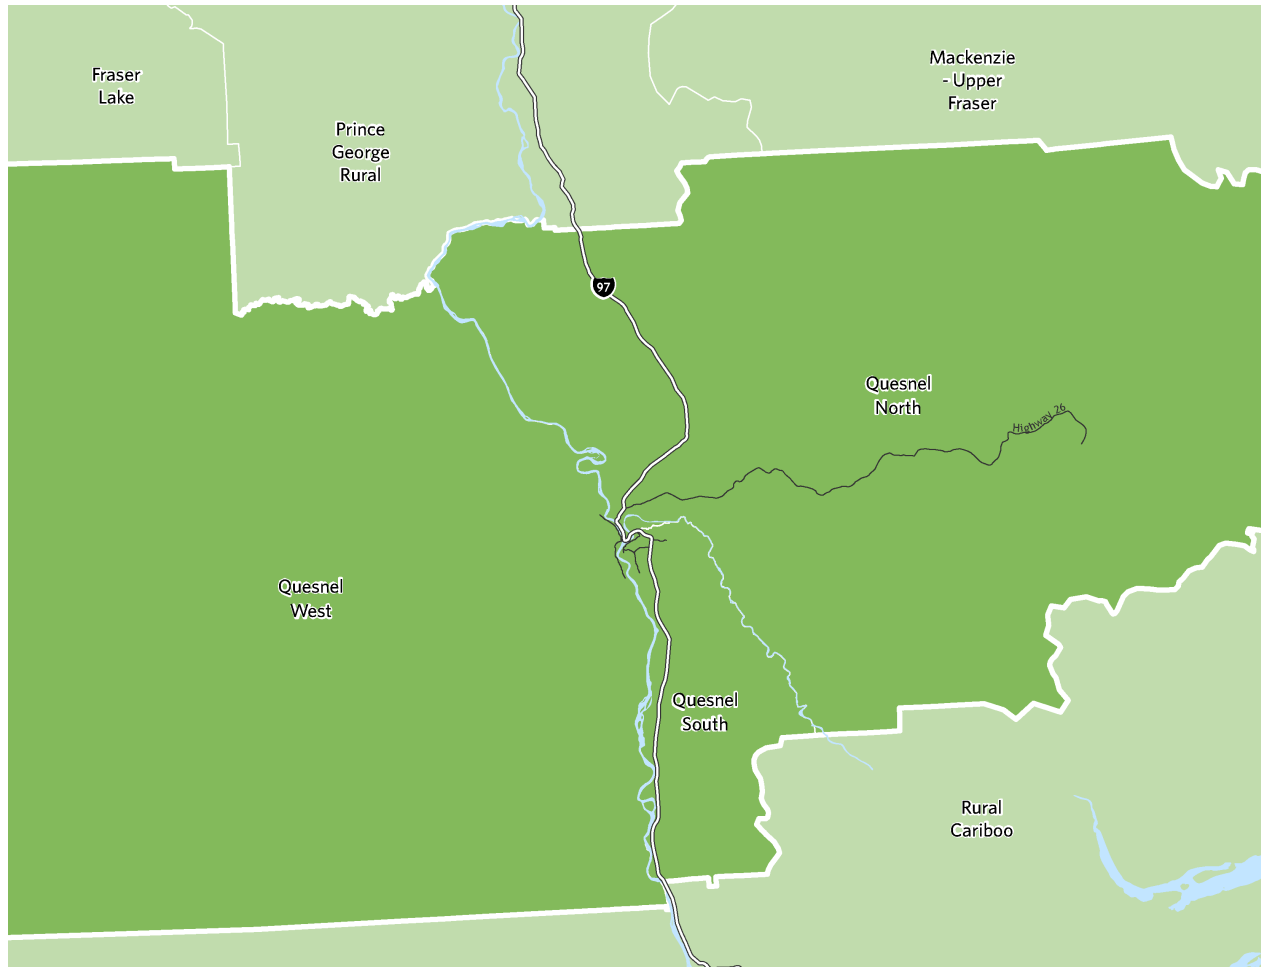 Fraser
Lake
Prince
George
Rural
Mackenzie
- Upper
Fraser
97
Quesnel
North
Highway 26
Quesnel
West
Quesnel
South
Rural
Cariboo